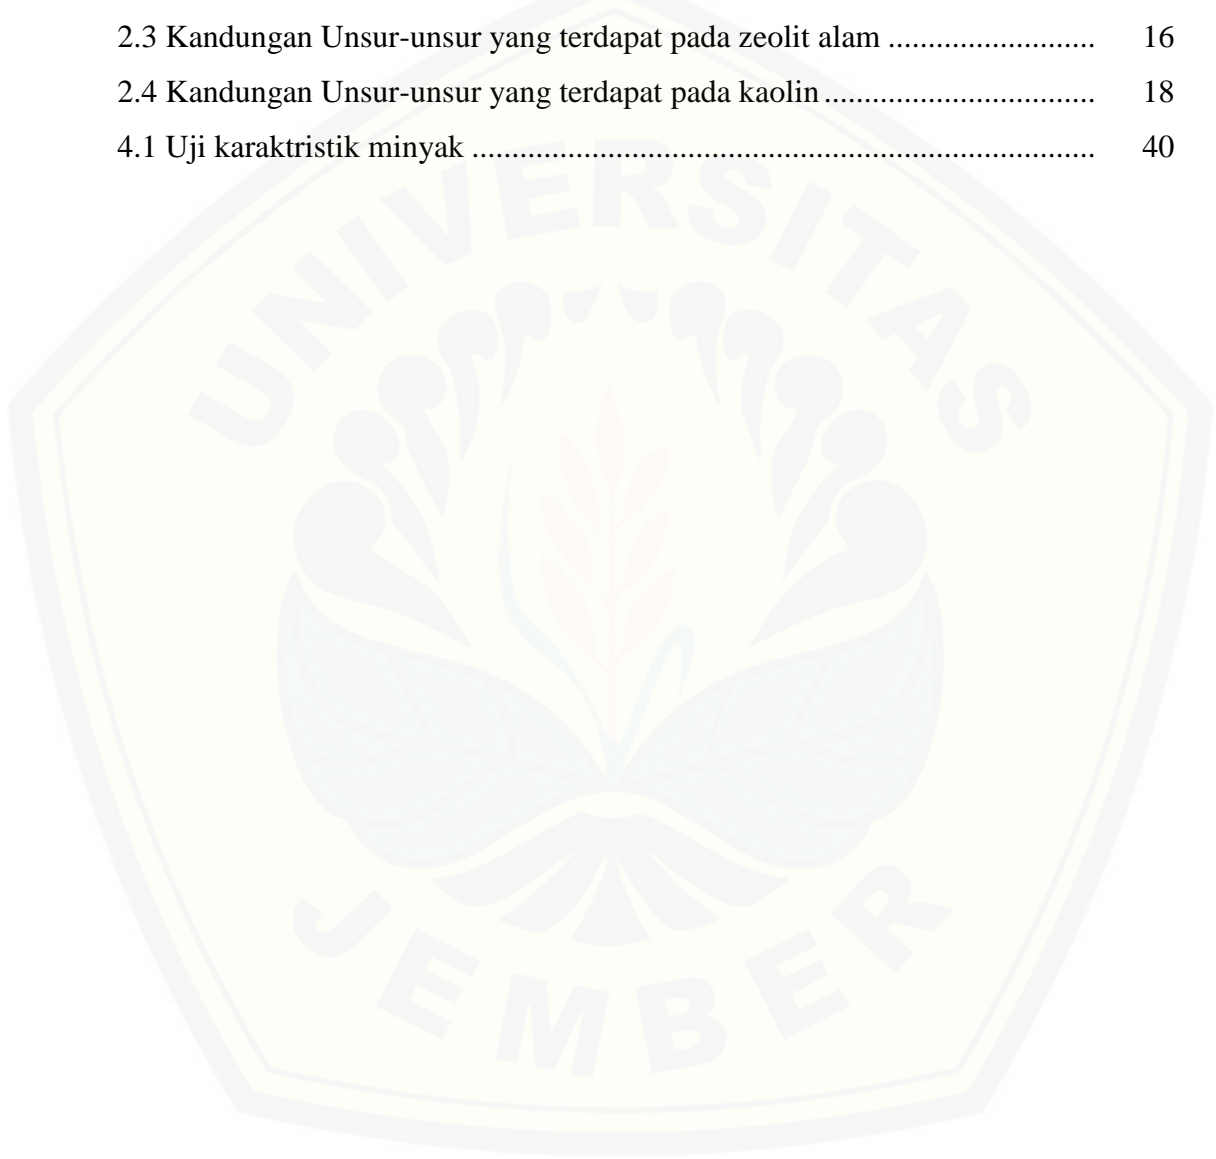 2.3 Kandungan Unsur-unsur yang terdapat pada zeolit alam .......................... 16
2.4 Kandungan Unsur-unsur yang terdapat pada kaolin .................................. 18
4.1 Uji karaktristik minyak .............................................................................. 40
UNIVERSITAS
JEMBER